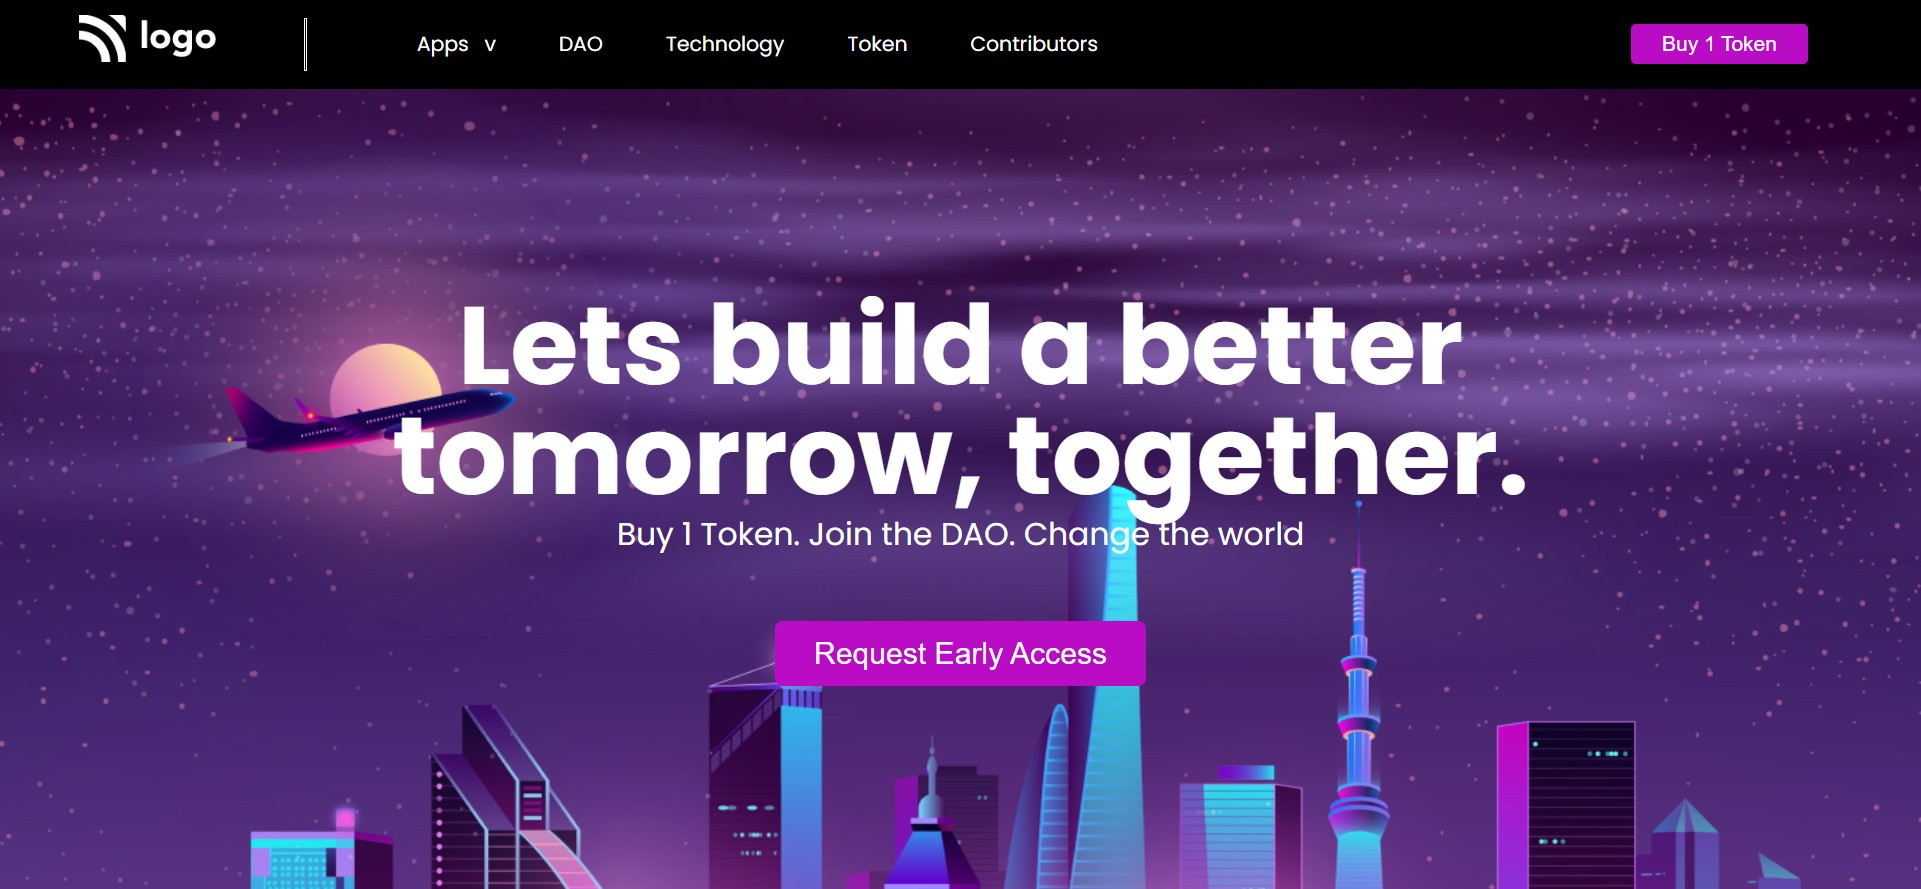 logo
Apps v DAO Technology Token Contributors
Buy 1 Token
Lets build a better
tomorrow, together.
Buy 1 Token. Join the DAO. Change the world
Request Early Access